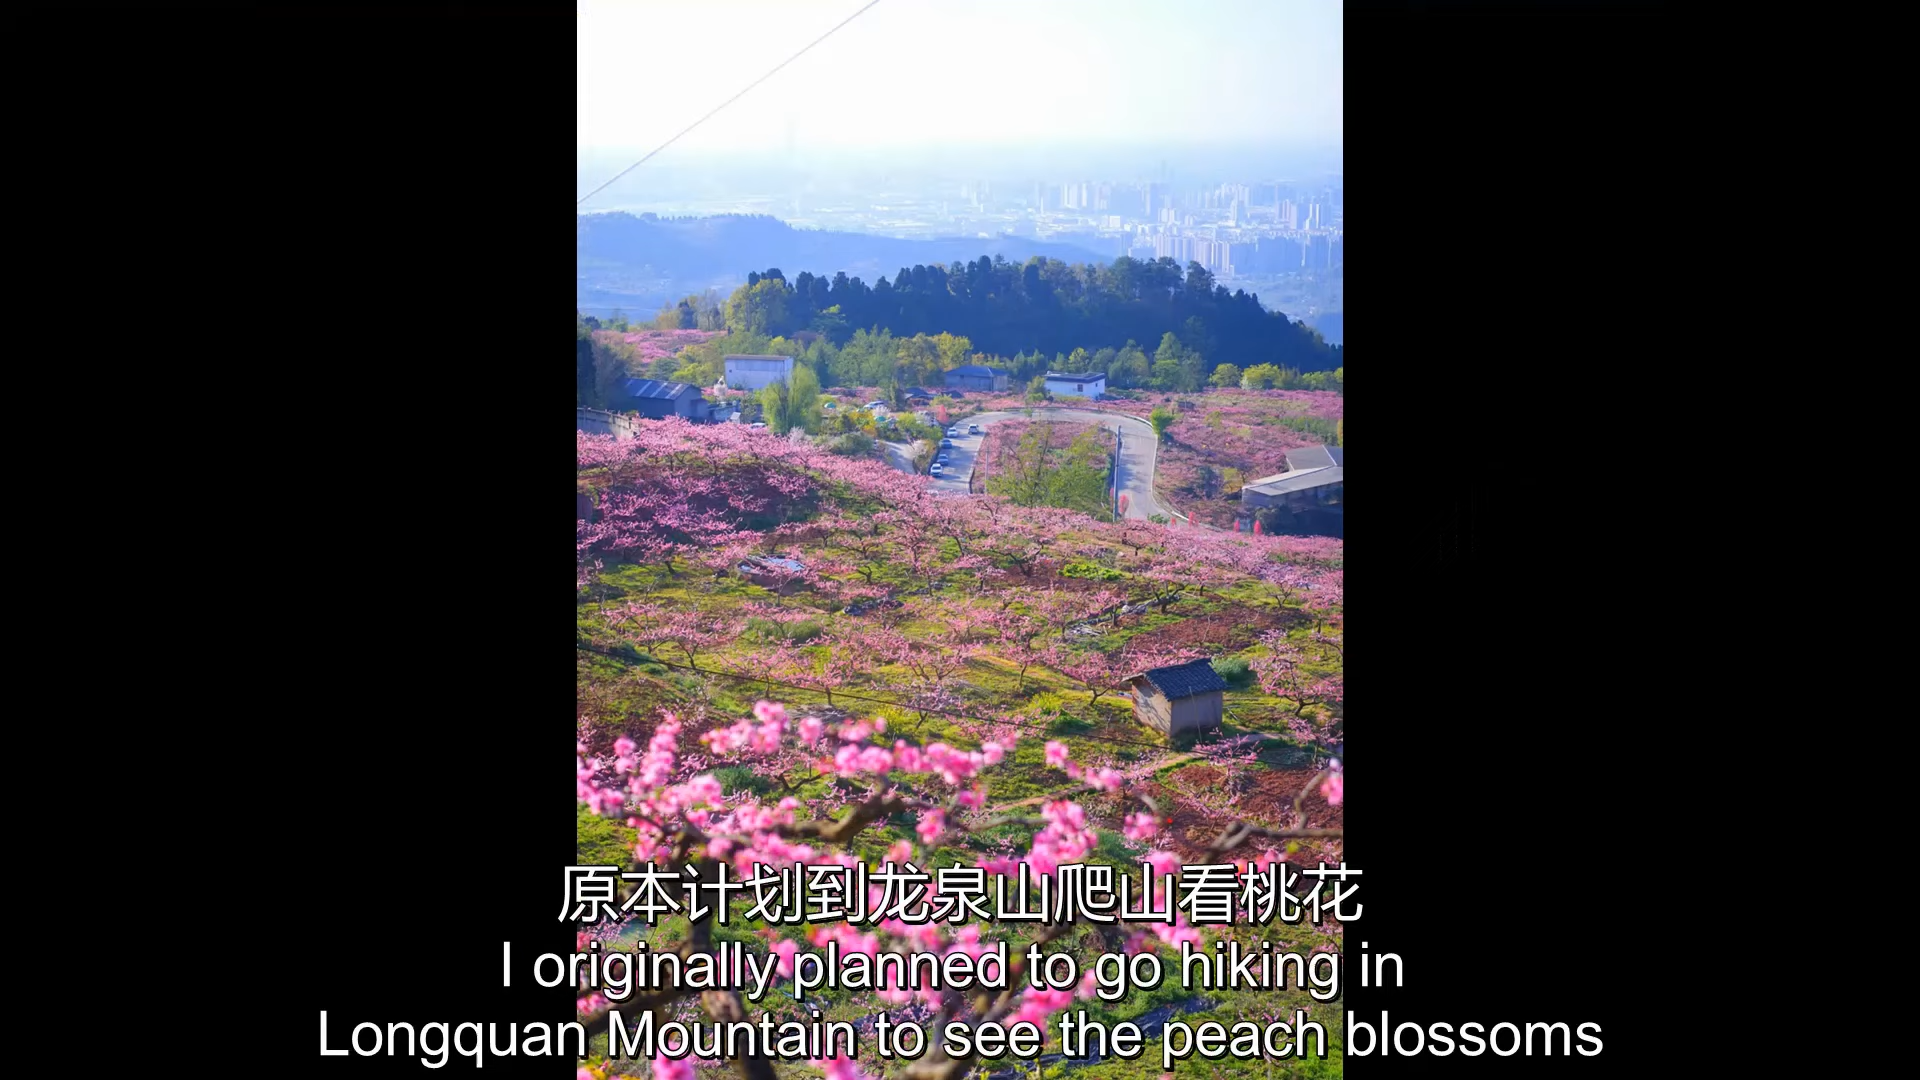 原本计划到龙泉山爬山看桃花
I originally planned to go hiking in
Longquan Mountain to see the peach blossoms